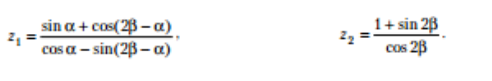 z₁ = (sin α + cos(2β − α)) / (cos α − sin(2β − α)) , z₂ = (1 + sin 2β) / (cos 2β) .